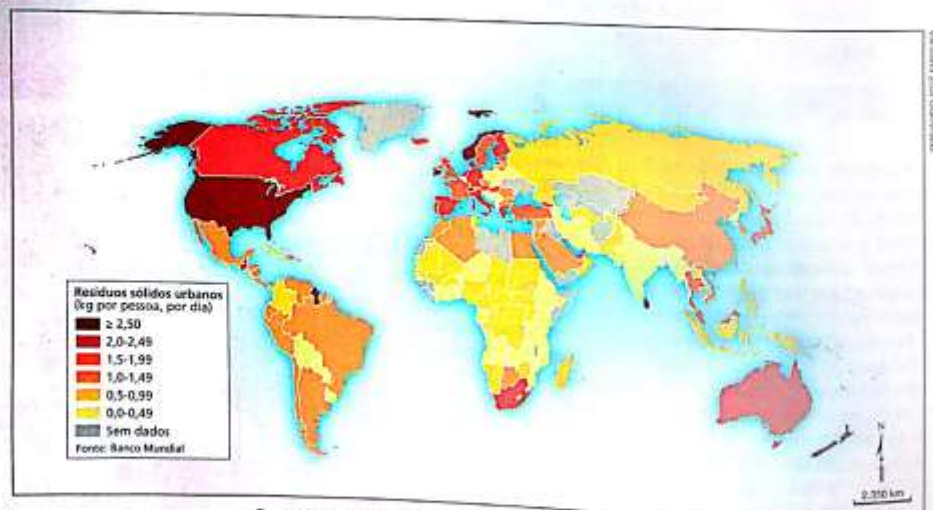 Resíduos sólidos urbanos
(kg por pessoa, por dia)
≥ 2,50
2,0-2,49
1,5-1,99
1,0-1,49
0,5-0,99
0,0-0,49
Sem dados
Fonte: Banco Mundial
N
2.350 km